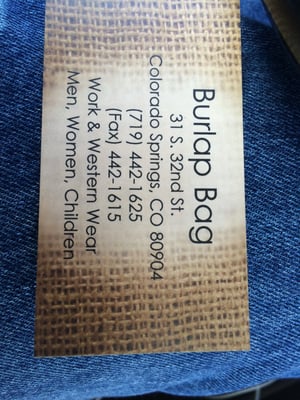 Burlap Bag
31 S. 32nd St.
Colorado Springs, CO 80904
(719) 442-1625
(Fax) 442-1615
Work & Western Wear
Men, Women, Children